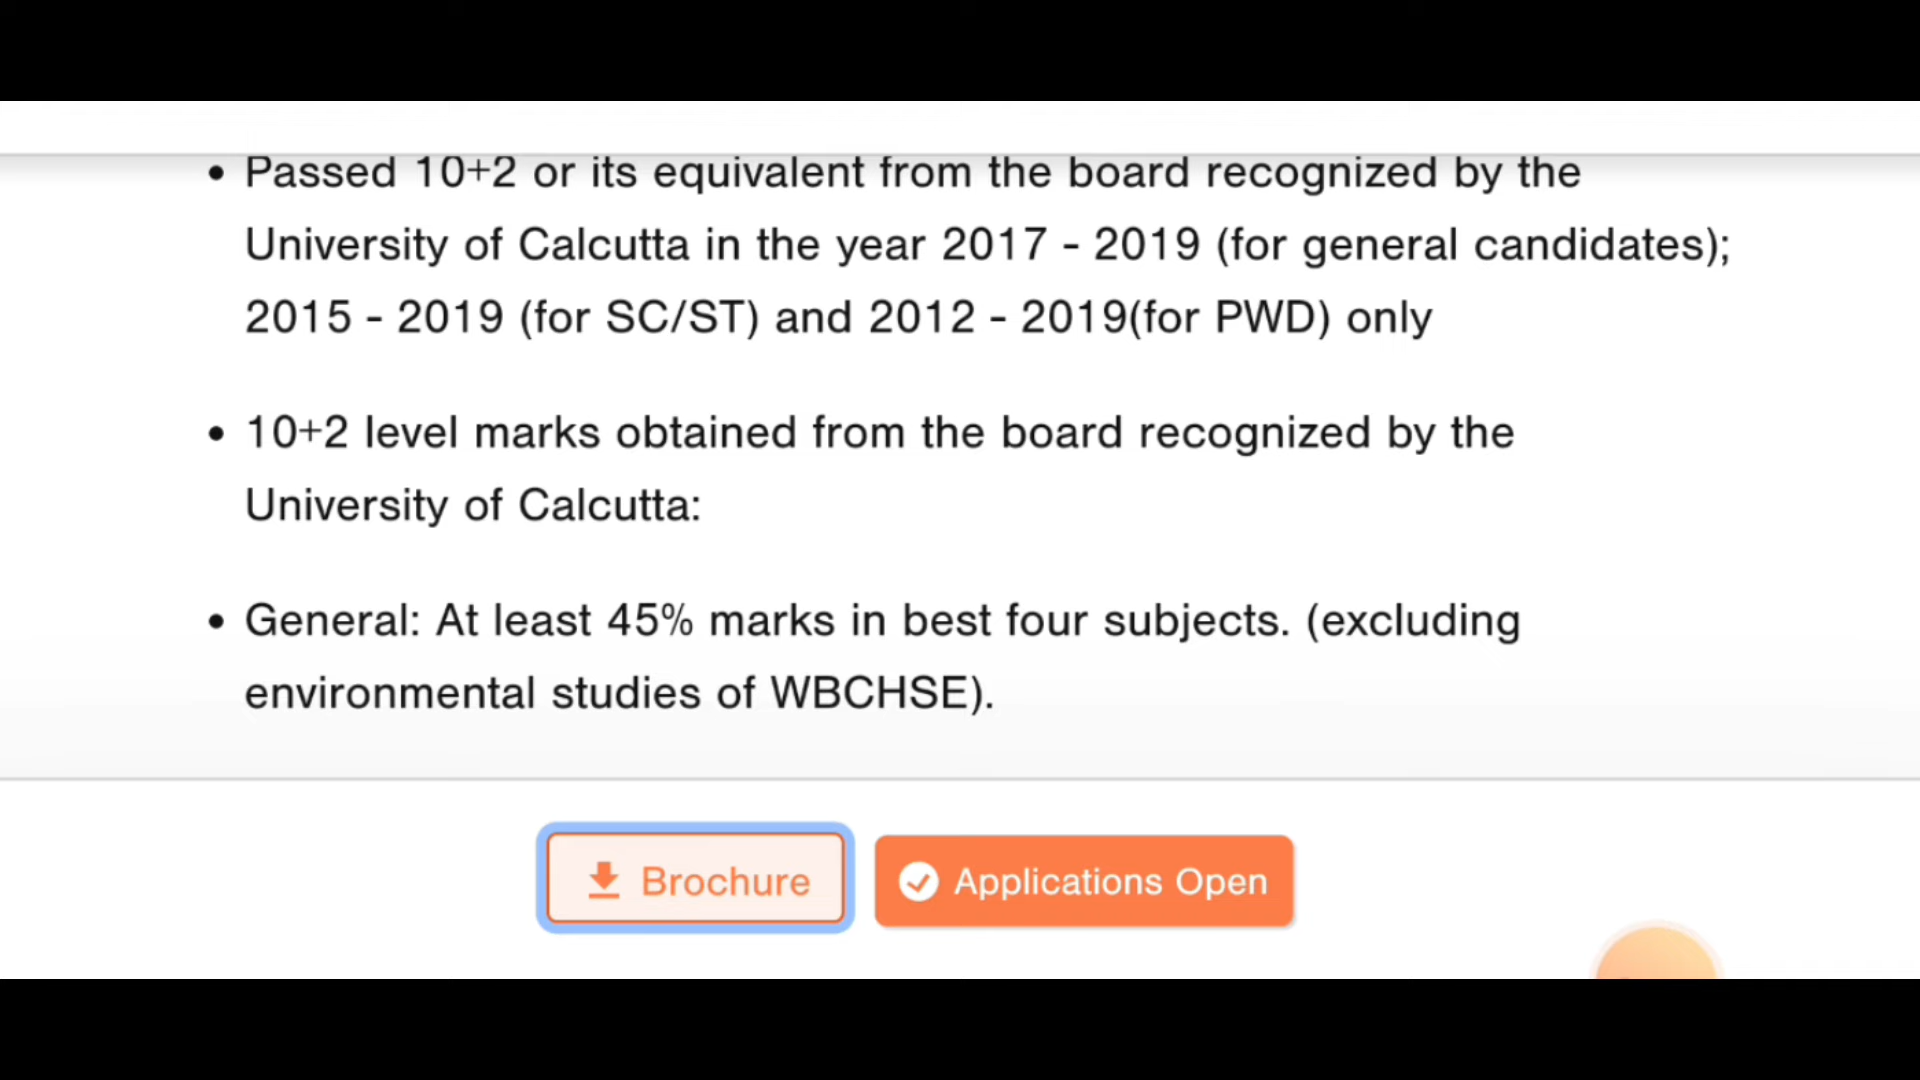 • Passed 10+2 or its equivalent from the board recognized by the
University of Calcutta in the year 2017 - 2019 (for general candidates);
2015 - 2019 (for SC/ST) and 2012 - 2019(for PWD) only
• 10+2 level marks obtained from the board recognized by the
University of Calcutta:
• General: At least 45% marks in best four subjects. (excluding
environmental studies of WBCHSE).
Brochure
Applications Open